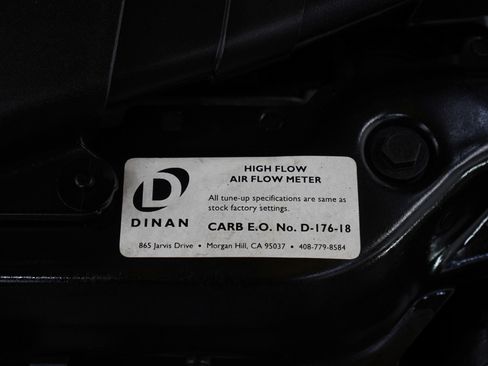 HIGH FLOW
AIR FLOW METER
All tune-up specifications are same as
stock factory settings.
DINAN
CARB E.O. No. D-176-18
865 Jarvis Drive • Morgan Hill, CA 95037 • 408-779-8584